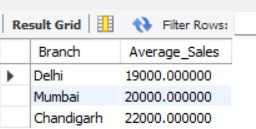 Result Grid Filter Rows:
Branch Average_Sales
Delhi 19000.000000
Mumbai 20000.000000
Chandigarh 22000.000000